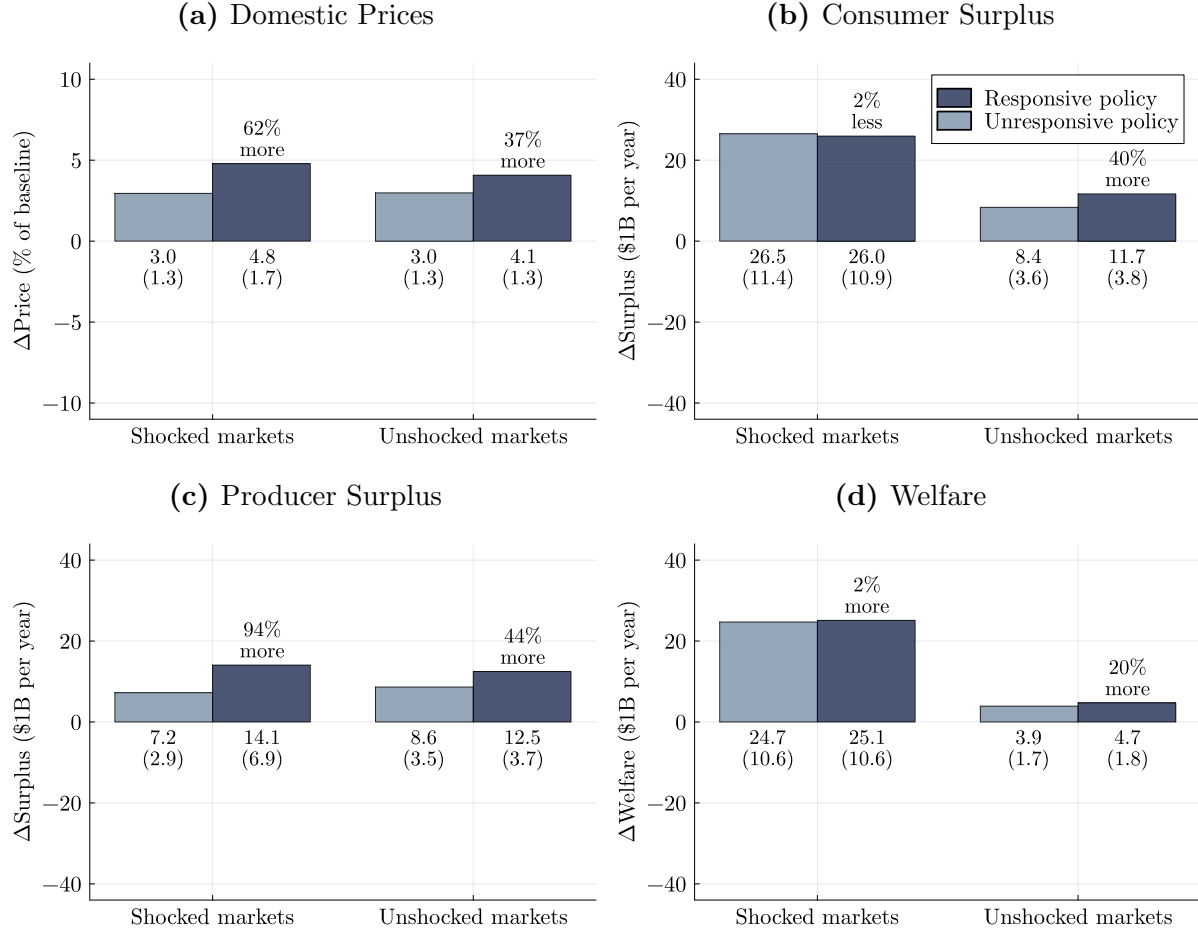 (a) Domestic Prices
ΔPrice (% of baseline)
10
5
0
−5
−10
62%
more
37%
more
3.0
(1.3)
4.8
(1.7)
3.0
(1.3)
4.1
(1.3)
Shocked markets
Unshocked markets
(b) Consumer Surplus
ΔSurplus ($1B per year)
40
20
0
−20
−40
Responsive policy
Unresponsive policy
2%
less
40%
more
26.5
(11.4)
26.0
(10.9)
8.4
(3.6)
11.7
(3.8)
Shocked markets
Unshocked markets
(c) Producer Surplus
ΔSurplus ($1B per year)
40
20
0
−20
−40
94%
more
44%
more
7.2
(2.9)
14.1
(6.9)
8.6
(3.5)
12.5
(3.7)
Shocked markets
Unshocked markets
(d) Welfare
ΔWelfare ($1B per year)
40
20
0
−20
−40
2%
more
20%
more
24.7
(10.6)
25.1
(10.6)
3.9
(1.7)
4.7
(1.8)
Shocked markets
Unshocked markets